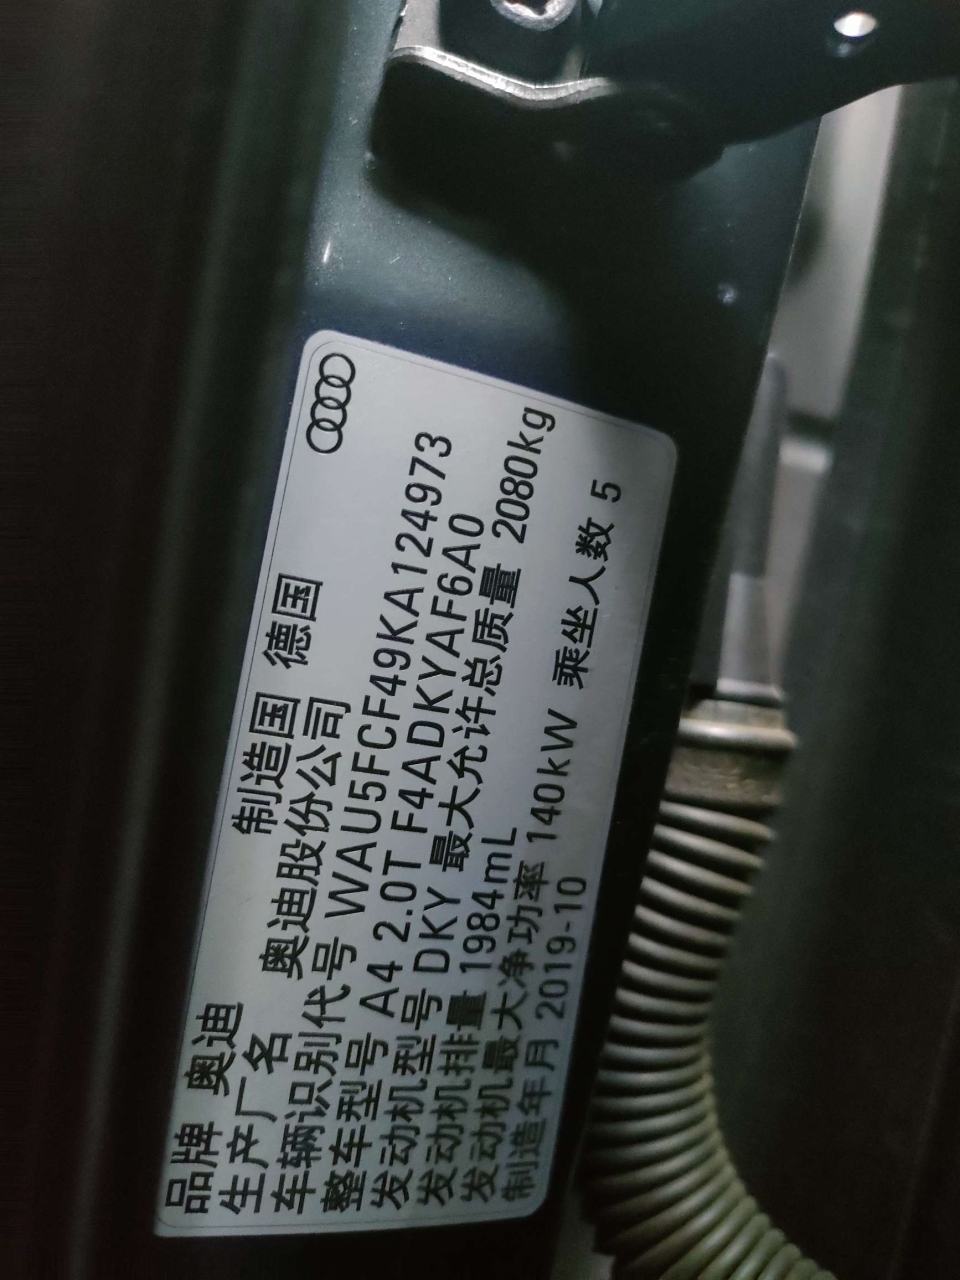 品牌 奥迪 制造国 德国
生产厂名 奥迪股份公司
车辆识别代号 WAU5FCF49KA124973
整车型号 A4 2.0T F4ADKYAF6A0
发动机型号 DKY 最大允许总质量 2080kg
发动机排量 1984mL
发动机最大净功率 140kW 乘坐人数 5
制造年月 2019-10